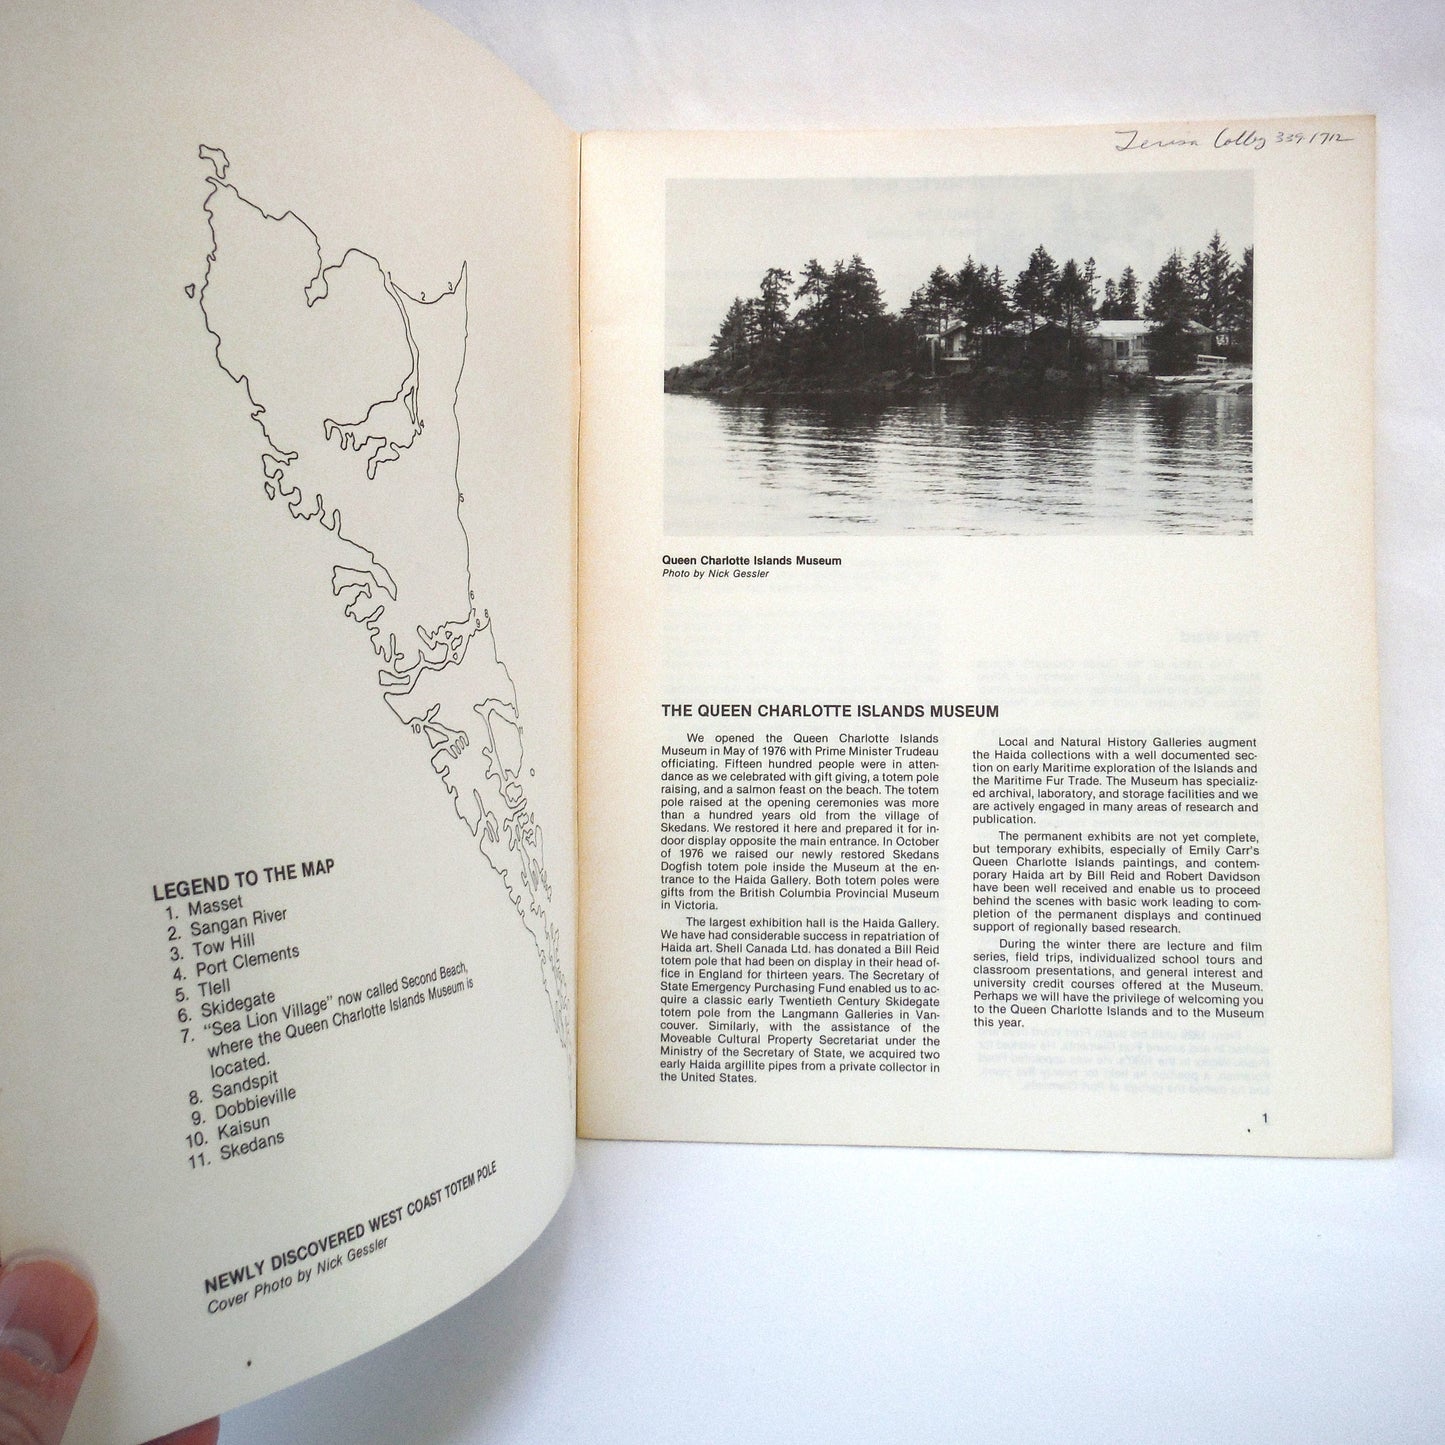 2
3
4
5
6
7
8
9
10
LEGEND TO THE MAP
1. Masset
2. Sangan River
3. Tow Hill
4. Port Clements
5. Tlell
6. Skidegate
7. "Sea Lion Village" now called Second Beach,
where the Queen Charlotte Islands Museum is
located.
8. Sandspit
9. Dobbieville
10. Kaisun
11. Skedans
NEWLY DISCOVERED WEST COAST TOTEM POLE
Cover Photo by Nick Gessler
Teresa Colby 339-1712
Queen Charlotte Islands Museum
Photo by Nick Gessler
THE QUEEN CHARLOTTE ISLANDS MUSEUM
We opened the Queen Charlotte Islands
Museum in May of 1976 with Prime Minister Trudeau
officiating. Fifteen hundred people were in atten-
dance as we celebrated with gift giving, a totem pole
raising, and a salmon feast on the beach. The totem
pole raised at the opening ceremonies was more
than a hundred years old from the village of
Skedans. We restored it here and prepared it for in-
door display opposite the main entrance. In October
of 1976 we raised our newly restored Skedans
Dogfish totem pole inside the Museum at the en-
trance to the Haida Gallery. Both totem poles were
gifts from the British Columbia Provincial Museum
in Victoria.
The largest exhibition hall is the Haida Gallery.
We have had considerable success in repatriation of
Haida art. Shell Canada Ltd. has donated a Bill Reid
totem pole that had been on display in their head of-
fice in England for thirteen years. The Secretary of
State Emergency Purchasing Fund enabled us to ac-
quire a classic early Twentieth Century Skidegate
totem pole from the Langmann Galleries in Van-
couver. Similarly, with the assistance of the
Moveable Cultural Property Secretariat under the
Ministry of the Secretary of State, we acquired two
early Haida argillite pipes from a private collector in
the United States.
Local and Natural History Galleries augment
the Haida collections with a well documented sec-
tion on early Maritime exploration of the Islands and
the Maritime Fur Trade. The Museum has specializ-
ed archival, laboratory, and storage facilities and we
are actively engaged in many areas of research and
publication.
The permanent exhibits are not yet complete,
but temporary exhibits, especially of Emily Carr's
Queen Charlotte Islands paintings, and contem-
porary Haida art by Bill Reid and Robert Davidson
have been well received and enable us to proceed
behind the scenes with basic work leading to com-
pletion of the permanent displays and continued
support of regionally based research.
During the winter there are lecture and film
series, field trips, individualized school tours and
classroom presentations, and general interest and
university credit courses offered at the Museum.
Perhaps we will have the privilege of welcoming you
to the Queen Charlotte Islands and to the Museum
this year.
1